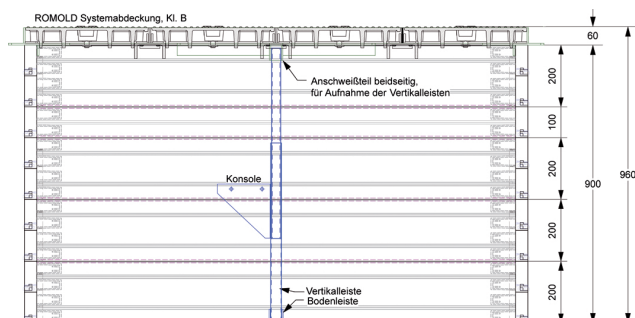 ROMOLD Systemabdeckung, Kl. B
60
Anschweißteil beidseitig,
für Aufnahme der Vertikalleisten
200
100
200
Konsole
900
960
200
200
Vertikalleiste
Bodenleiste